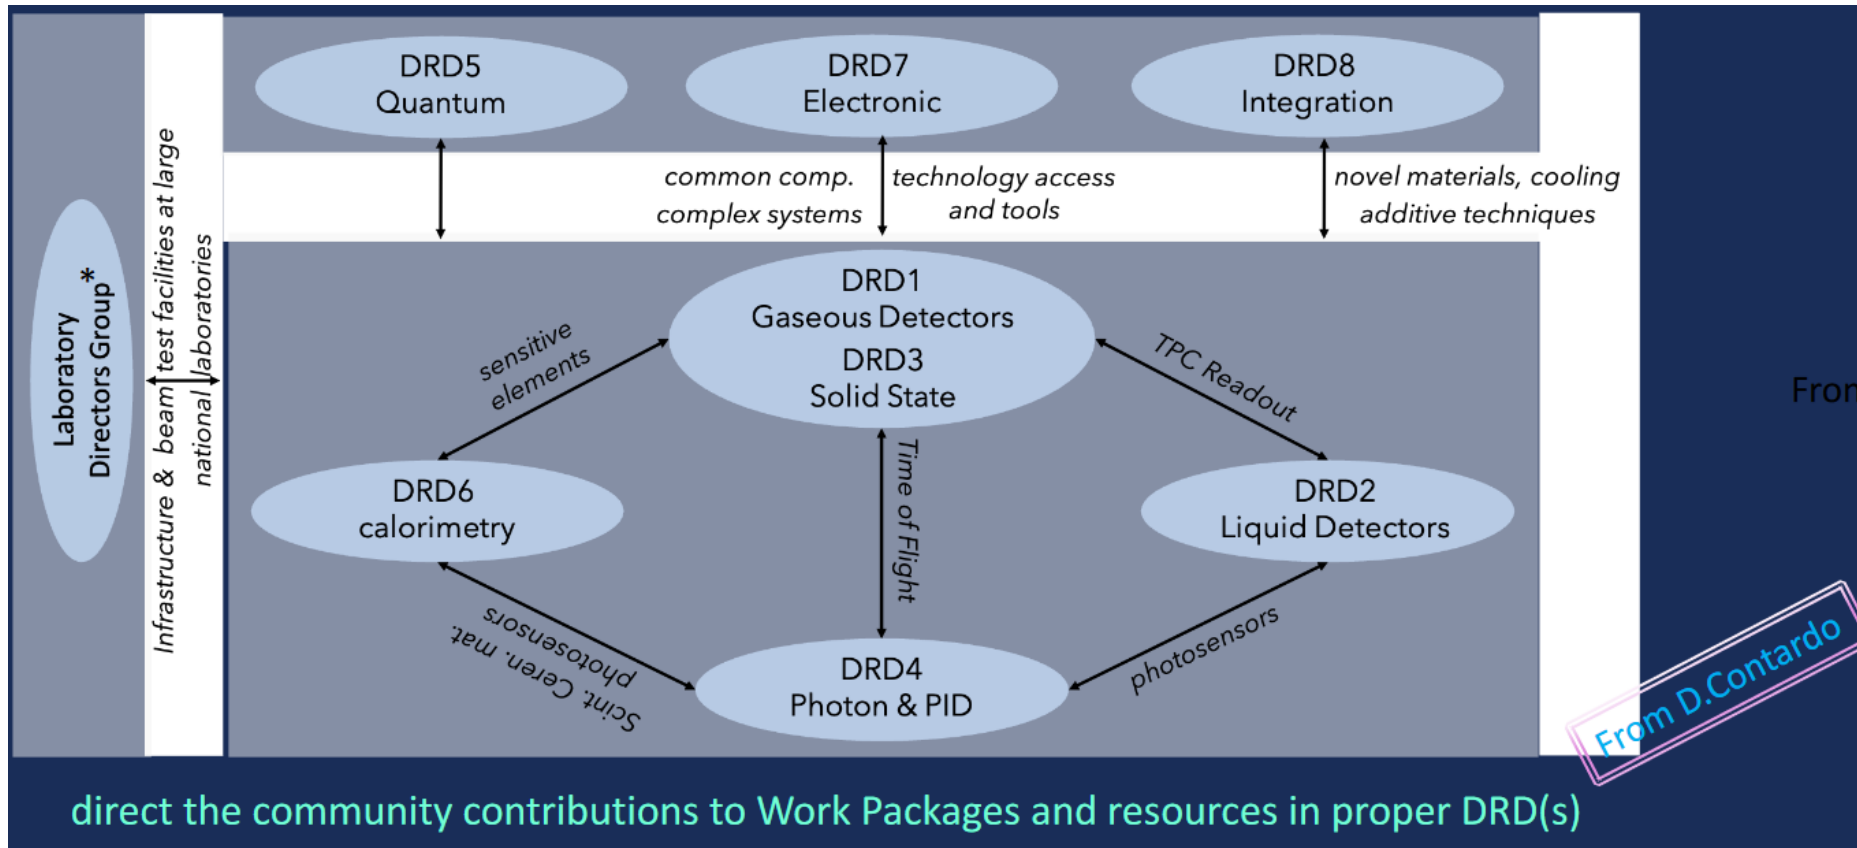 DRD5
Quantum
DRD7
Electronic
DRD8
Integration
common comp.
complex systems
technology access
and tools
novel materials, cooling
additive techniques
Laboratory
Directors Group*
Infrastructure & beam test facilities at large
national laboratories
DRD1
Gaseous Detectors
DRD3
Solid State
sensitive
elements
TPC Readout
Time of Flight
DRD6
calorimetry
DRD2
Liquid Detectors
photosensors
Scint. Ceren. mat.
photosensors
DRD4
Photon & PID
From
From D.Contardo
direct the community contributions to Work Packages and resources in proper DRD(s)